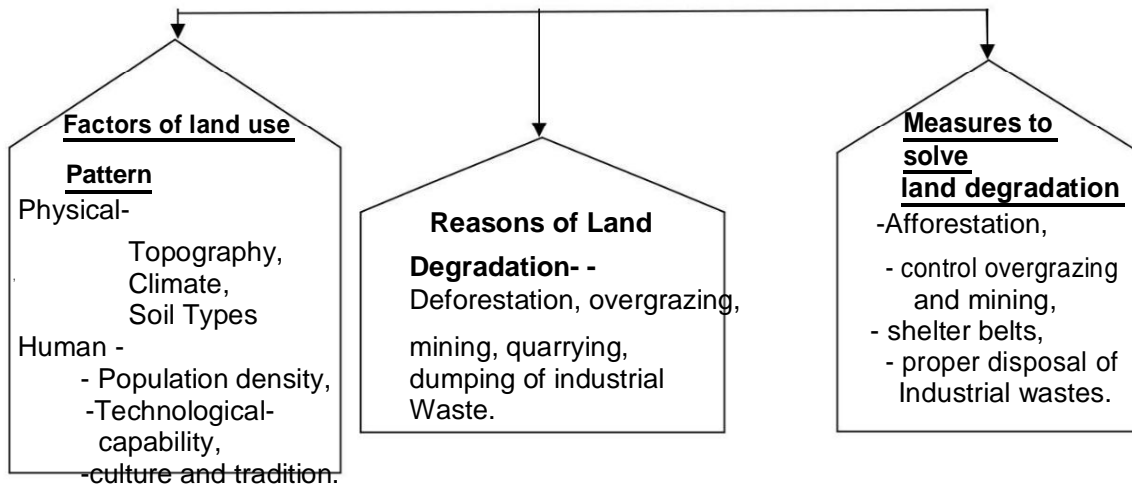 Factors of land use
Pattern
Physical-
Topography,
Climate,
Soil Types
Human -
- Population density,
-Technological-
capability,
-culture and tradition.
Reasons of Land
Degradation- -
Deforestation, overgrazing,
mining, quarrying,
dumping of industrial
Waste.
Measures to
solve
land degradation
-Afforestation,
- control overgrazing
and mining,
- shelter belts,
- proper disposal of
Industrial wastes.